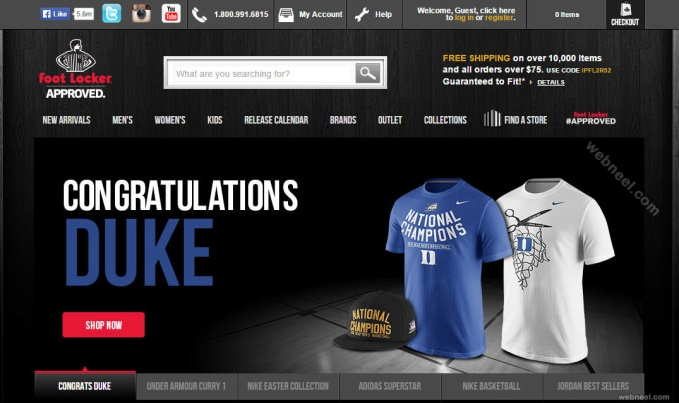 Like 5.6m You Tube 1.800.991.6815 My Account Help Welcome, Guest, click here
to log in or register.
0 Items CHECKOUT
Foot Locker
APPROVED.
What are you searching for?
FREE SHIPPING on over 10,000 Items
and all orders over $75. USE CODE IPFL2R52
Guaranteed to Fit!* DETAILS
NEW ARRIVALS MEN'S WOMEN'S KIDS RELEASE CALENDAR BRANDS OUTLET COLLECTIONS FIND A STORE Foot Locker
#APPROVED
webneel.com
CONGRATULATIONS
DUKE
NATIONAL
CHAMPIONS
D
D
SHOP NOW
NATIONAL
CHAMPIONS
CONGRATS DUKE UNDER ARMOUR CURRY 1 NIKE EASTER COLLECTION ADIDAS SUPERSTAR NIKE BASKETBALL JORDAN BEST SELLERS
webneel.com